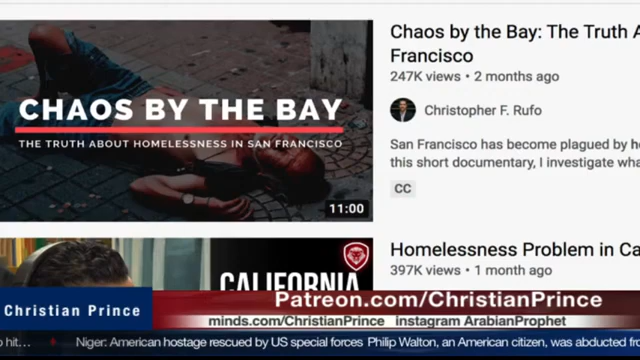 Chaos by the Bay: The Truth A
Francisco
247K views • 2 months ago
Christopher F. Rufo
San Francisco has become plagued by h
this short documentary, I investigate wha
CC
CHAOS BY THE BAY
THE TRUTH ABOUT HOMELESSNESS IN SAN FRANCISCO
11:00
Homelessness Problem in Ca
397K views • 1 month ago
CALIFORNIA
Christian Prince
Patreon.com/ChristianPrince
minds.com/ChristianPrince instagram ArabianProphet
o hit... Niger: American hostage rescued by US special forces Philip Walton, an American citizen, was abducted fro